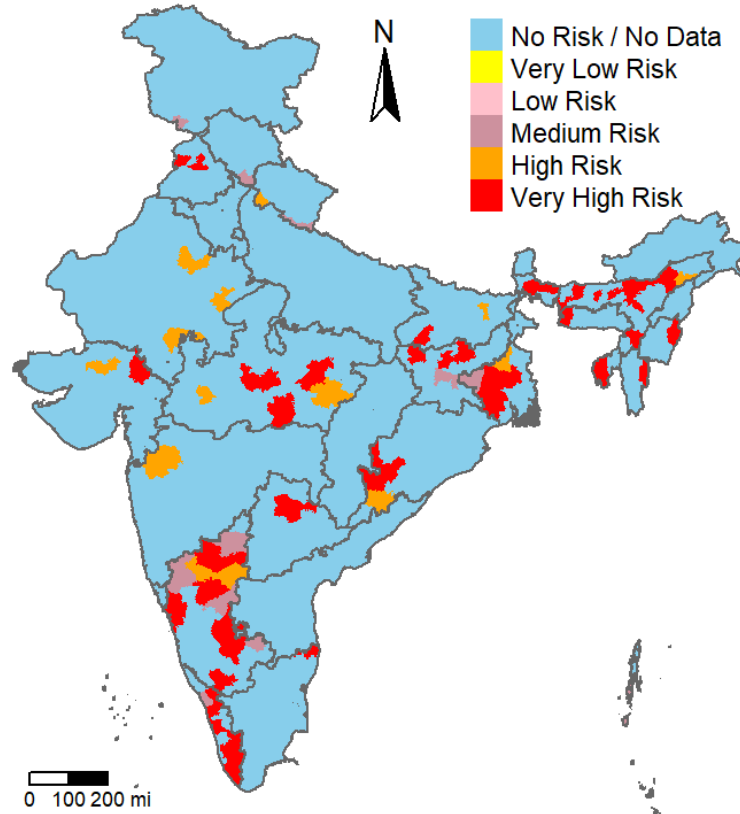 N
No Risk / No Data
Very Low Risk
Low Risk
Medium Risk
High Risk
Very High Risk
0 100 200 mi